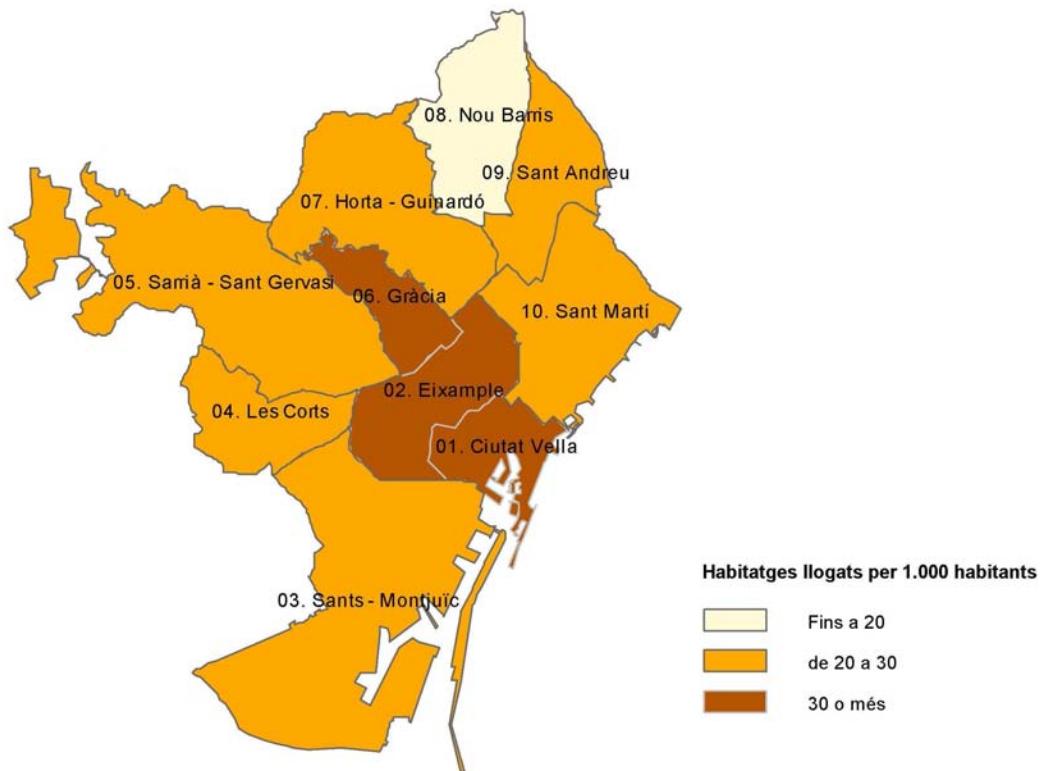 08. Nou Barris
09. Sant Andreu
07. Horta - Guinardó
05. Sarrià - Sant Gervasi
06. Gràcia
10. Sant Martí
02. Eixample
04. Les Corts
01. Ciutat Vella
03. Sants - Montjuïc
Habitatges llogats per 1.000 habitants
Fins a 20
de 20 a 30
30 o més